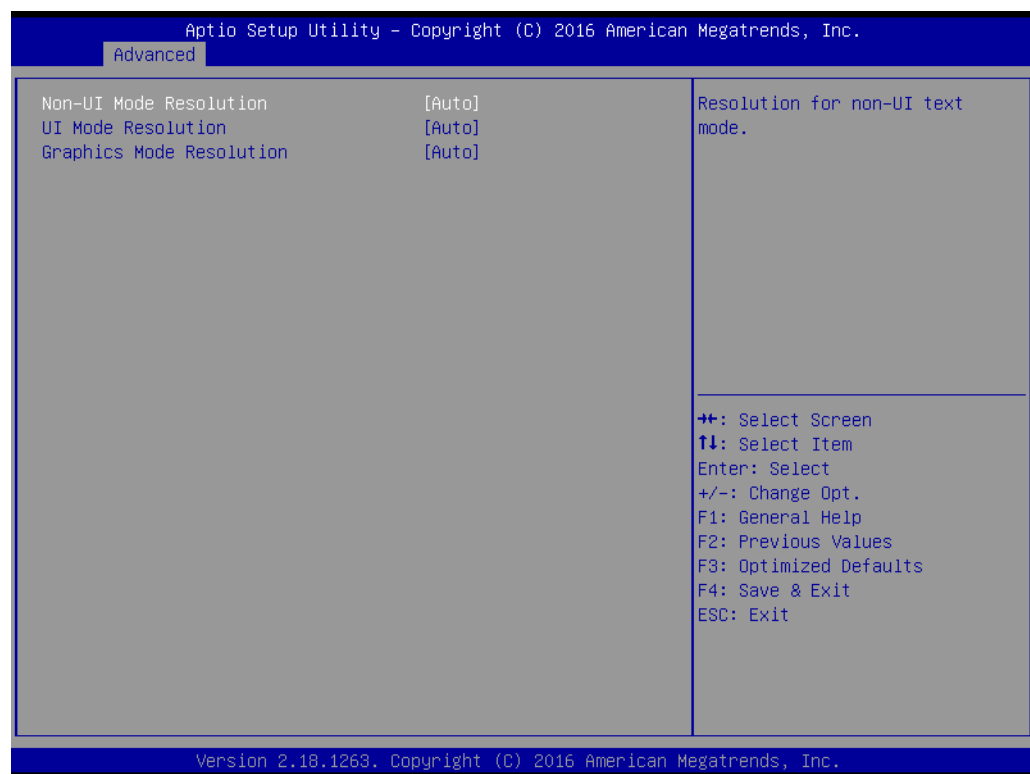 Aptio Setup Utility – Copyright (C) 2016 American Megatrends, Inc.
Advanced
Non-UI Mode Resolution [Auto]
UI Mode Resolution [Auto]
Graphics Mode Resolution [Auto]
Resolution for non-UI text
mode.
→←: Select Screen
↑↓: Select Item
Enter: Select
+/-: Change Opt.
F1: General Help
F2: Previous Values
F3: Optimized Defaults
F4: Save & Exit
ESC: Exit
Version 2.18.1263. Copyright (C) 2016 American Megatrends, Inc.